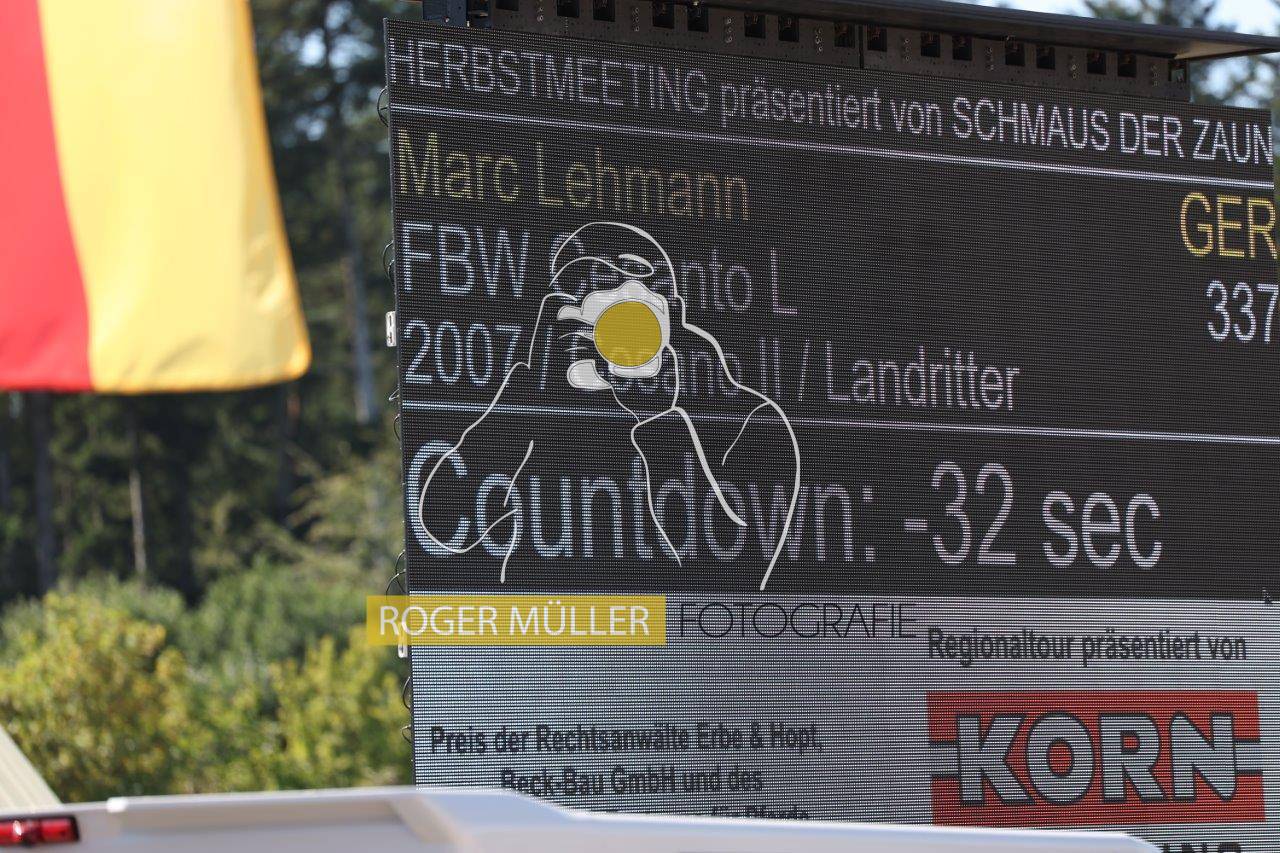 HERBSTMEETING präsentiert von SCHMAUS DER ZAUN
Marc Lehmann GER
FBW L 337
2007 / II / Landritter
Countdown: -32 sec
ROGER MÜLLER FOTOGRAFIE
Regionaltour präsentiert von
KORN
Preis der Rechtsanwälte Erbe & Hopt,
Beck-Bau GmbH und des